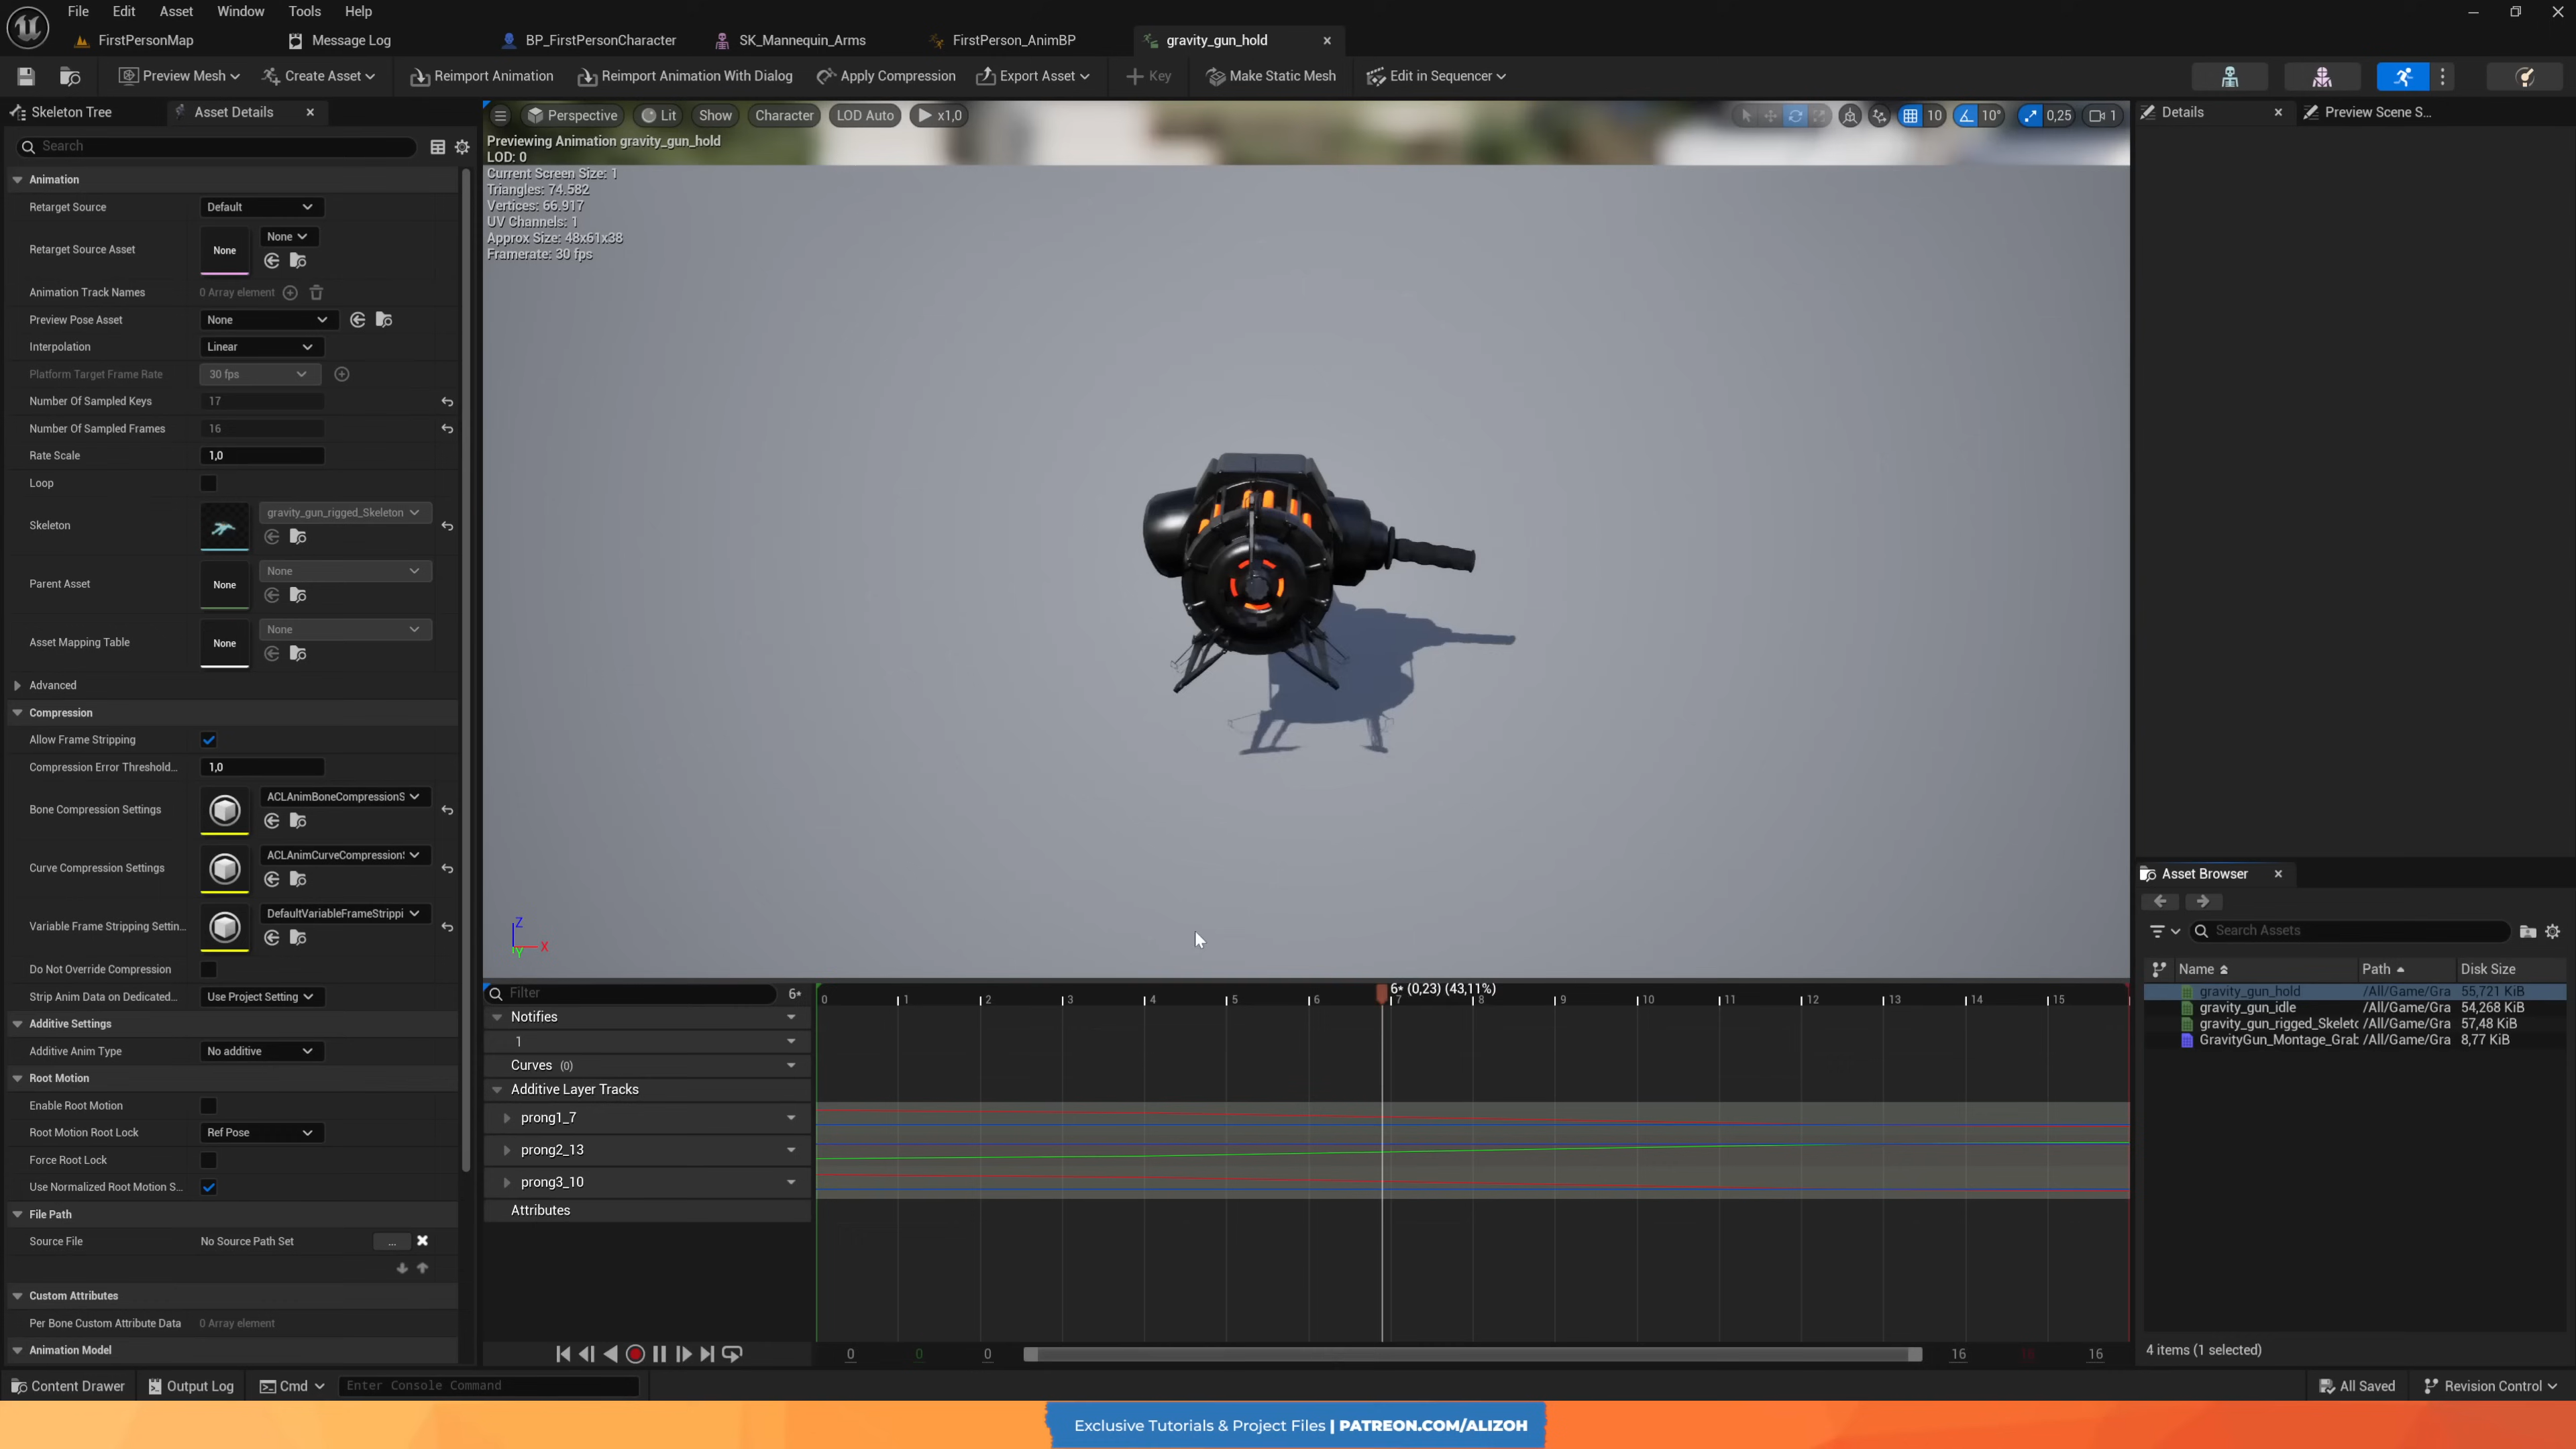 File Edit Asset Window Tools Help
FirstPersonMap Message Log BP_FirstPersonCharacter SK_Mannequin_Arms FirstPerson_AnimBP gravity_gun_hold
Preview Mesh Create Asset Reimport Animation Reimport Animation With Dialog Apply Compression Export Asset Key Make Static Mesh Edit in Sequencer
Skeleton Tree Asset Details
Search
Animation
Retarget Source Default
Retarget Source Asset None None
Animation Track Names 0 Array element
Preview Pose Asset None
Interpolation Linear
Platform Target Frame Rate 30 fps
Number Of Sampled Keys 17
Number Of Sampled Frames 16
Rate Scale 1,0
Loop
Skeleton gravity_gun_rigged_Skeleton
Parent Asset None None
Asset Mapping Table None None
Advanced
Compression
Allow Frame Stripping
Compression Error Threshold... 1,0
Bone Compression Settings ACLAnimBoneCompressionS
Curve Compression Settings ACLAnimCurveCompressionS
Variable Frame Stripping Settin... DefaultVariableFrameStrippi
Do Not Override Compression
Strip Anim Data on Dedicated... Use Project Setting
Additive Settings
Additive Anim Type No additive
Root Motion
Enable Root Motion
Root Motion Root Lock Ref Pose
Force Root Lock
Use Normalized Root Motion S...
File Path
Source File No Source Path Set ...
Custom Attributes
Per Bone Custom Attribute Data 0 Array element
Animation Model
Perspective Lit Show Character LOD Auto x1,0 10 10° 0,25 1
Previewing Animation gravity_gun_hold
LOD: 0
Current Screen Size: 1
Triangles: 74.582
Vertices: 66.917
UV Channels: 1
Approx Size: 48x61x38
Framerate: 30 fps
Z
X
Y
Filter 6*
6* (0,23) (43,11%)
0 1 2 3 4 5 6 7 8 9 10 11 12 13 14 15
Notifies
1
Curves (0)
Additive Layer Tracks
prong1_7
prong2_13
prong3_10
Attributes
0 0 0 16 16 16
Details Preview Scene S...
Asset Browser
Search Assets
Name Path Disk Size
gravity_gun_hold /All/Game/Gra 55,721 KiB
gravity_gun_idle /All/Game/Gra 54,268 KiB
gravity_gun_rigged_Skeletc /All/Game/Gra 57,48 KiB
GravityGun_Montage_Grab /All/Game/Gra 8,77 KiB
4 items (1 selected)
Content Drawer Output Log Cmd Enter Console Command All Saved Revision Control
Exclusive Tutorials & Project Files | PATREON.COM/ALIZOH